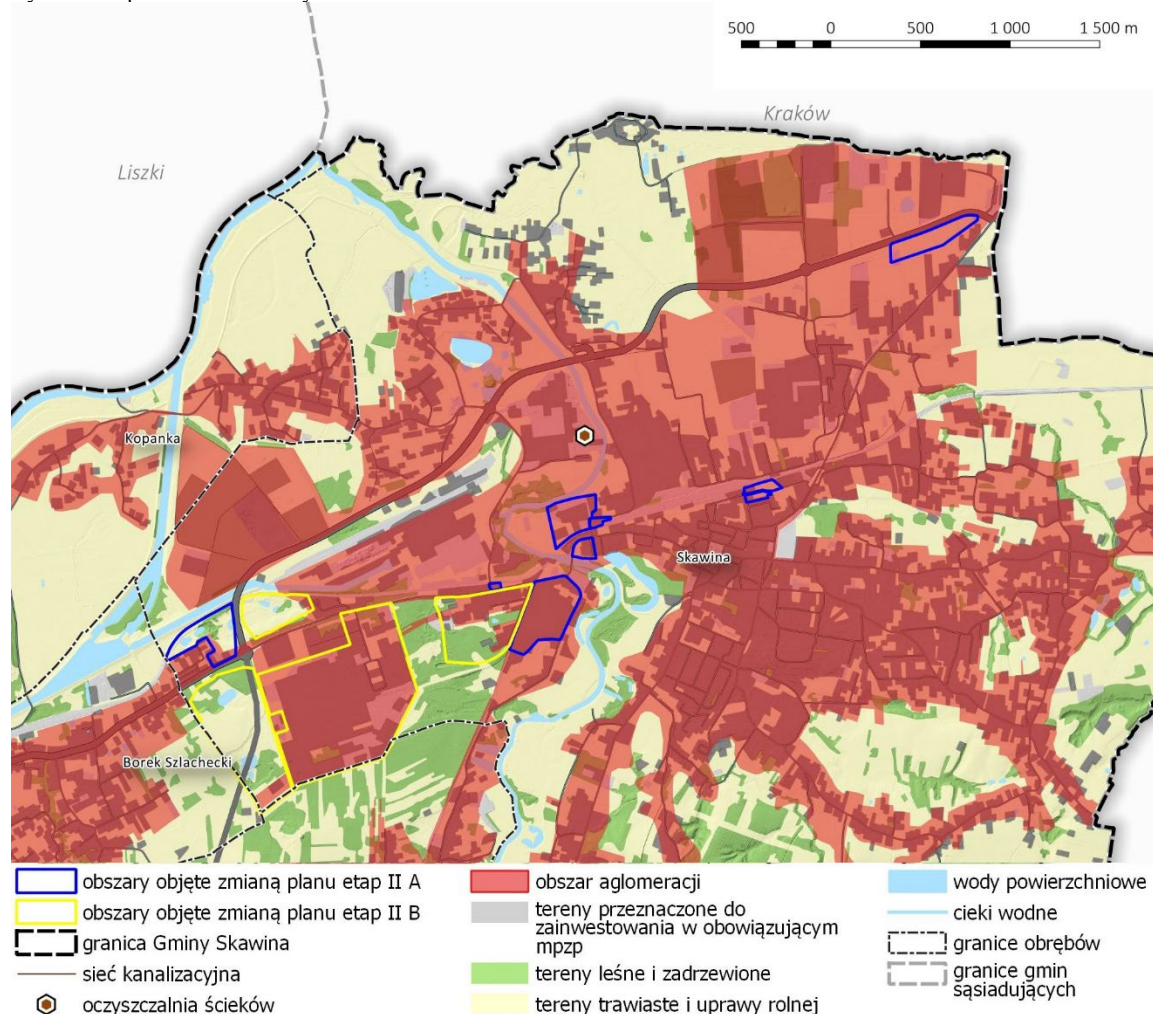 500 0 500 1 000 1 500 m
Kraków
Liszki
Kopanka
Skawina
Borek Szlachecki
obszary objęte zmianą planu etap II A
obszary objęte zmianą planu etap II B
granica Gminy Skawina
sieć kanalizacyjna
oczyszczalnia ścieków
obszar aglomeracji
tereny przeznaczone do
zainwestowania w obowiązującym
mpzp
tereny leśne i zadrzewione
tereny trawiaste i uprawy rolnej
wody powierzchniowe
cieki wodne
granice obrębów
granice gmin
sąsiadujących